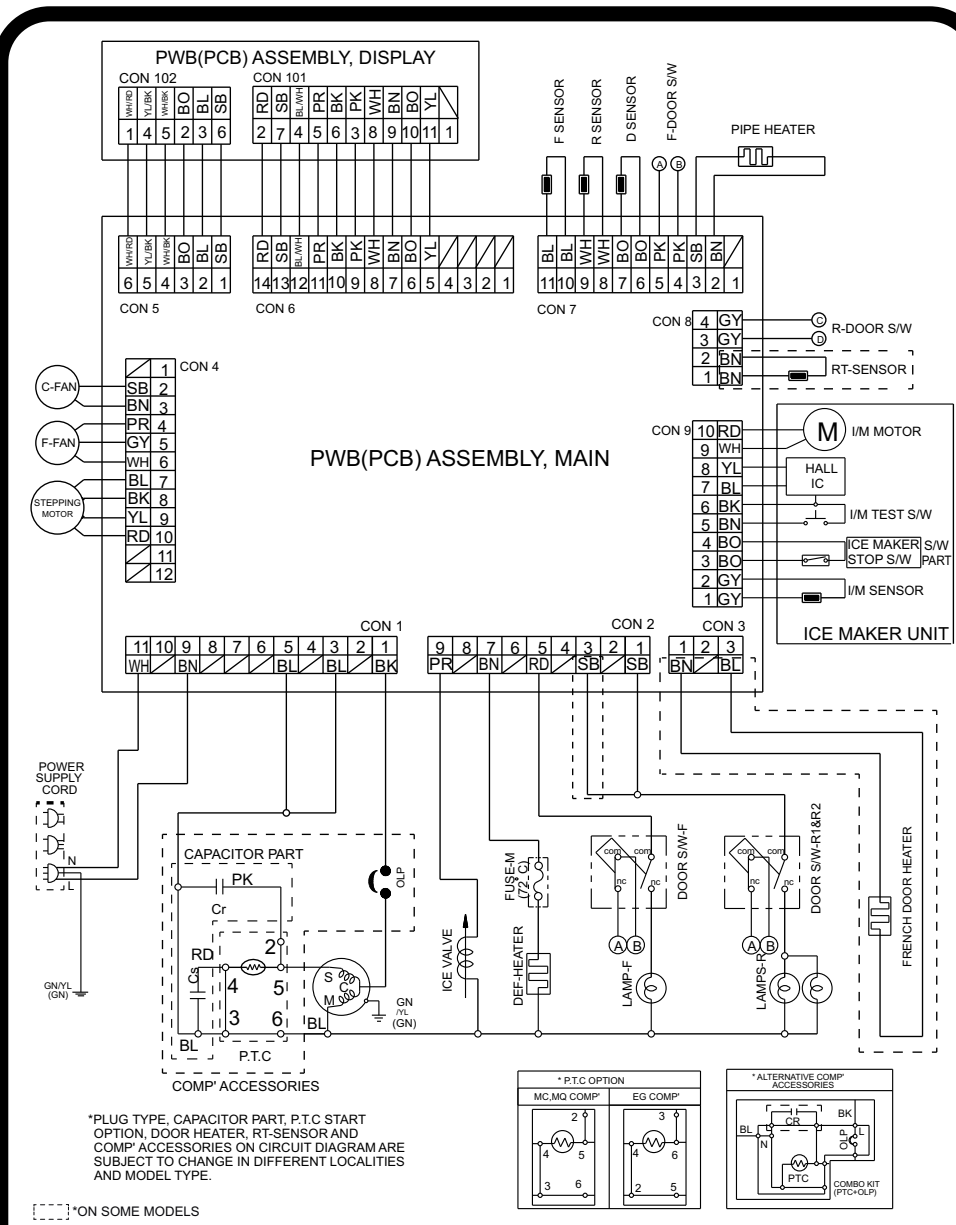 PWB(PCB) ASSEMBLY, DISPLAY
CON 102
CON 101
WH/RD YL/BK WH/BK BO BL SB
1 4 5 2 3 6
RD SB BL/WH PR BK PK WH BN BO YL
2 7 4 5 6 3 8 9 10 11 1
F SENSOR
R SENSOR
D SENSOR
F-DOOR S/W
A B
PIPE HEATER
WH/RD YL/BK WH/BK BO BL SB
6 5 4 3 2 1
CON 5
RD SB BL/WH PR BK PK WH BN BO YL
14 13 12 11 10 9 8 7 6 5 4 3 2 1
CON 6
BL BL WH WH BO BO PK PK SB BN
11 10 9 8 7 6 5 4 3 2 1
CON 7
CON 8
4 GY
3 GY
2 BN
1 BN
C
D
R-DOOR S/W
RT-SENSOR
CON 4
1
SB 2
BN 3
PR 4
GY 5
WH 6
BL 7
BK 8
YL 9
RD 10
11
12
C-FAN
F-FAN
STEPPING
MOTOR
PWB(PCB) ASSEMBLY, MAIN
CON 9
10 RD
9 WH
8 YL
7 BL
6 BK
5 BN
4 BO
3 BO
2 GY
1 GY
M
I/M MOTOR
HALL
IC
I/M TEST S/W
ICE MAKER
STOP S/W
S/W
PART
I/M SENSOR
ICE MAKER UNIT
CON 1
11 10 9 8 7 6 5 4 3 2 1
WH BN BL BL BK
CON 2
9 8 7 6 5 4 3 2 1
PR BN RD SB SB
CON 3
1 2 3
BN BL
POWER
SUPPLY
CORD
N
GN/YL
(GN)
CAPACITOR PART
PK
Cr
RD
Cs
2
4 5
3 6
BL
P.T.C
BL
COMP' ACCESSORIES
OLP
S
C
M
GN
/YL
(GN)
ICE VALVE
FUSE-M
(72° C)
DEF-HEATER
com com
nc nc
DOOR S/W-F
A B
LAMP-F
com com
nc nc
DOOR S/W-R1&R2
A B
LAMPS-R
FRENCH DOOR HEATER
*PLUG TYPE, CAPACITOR PART, P.T.C START
OPTION, DOOR HEATER, RT-SENSOR AND
COMP' ACCESSORIES ON CIRCUIT DIAGRAM ARE
SUBJECT TO CHANGE IN DIFFERENT LOCALITIES
AND MODEL TYPE.
*ON SOME MODELS
* P.T.C OPTION
MC,MQ COMP'
EG COMP'
2
4 5
3 6
3
4 6
2 5
* ALTERNATIVE COMP'
ACCESSORIES
CR
BK
BL
N
L
OLP
PTC
COMBO KIT
(PTC+OLP)